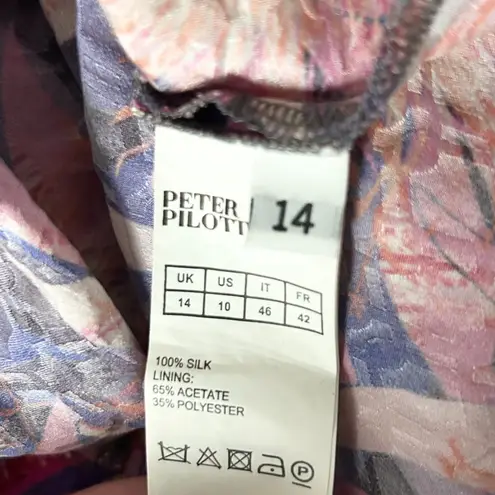 PETER
PILOTT
14
UK US IT FR
14 10 46 42
100% SILK
LINING:
65% ACETATE
35% POLYESTER
P